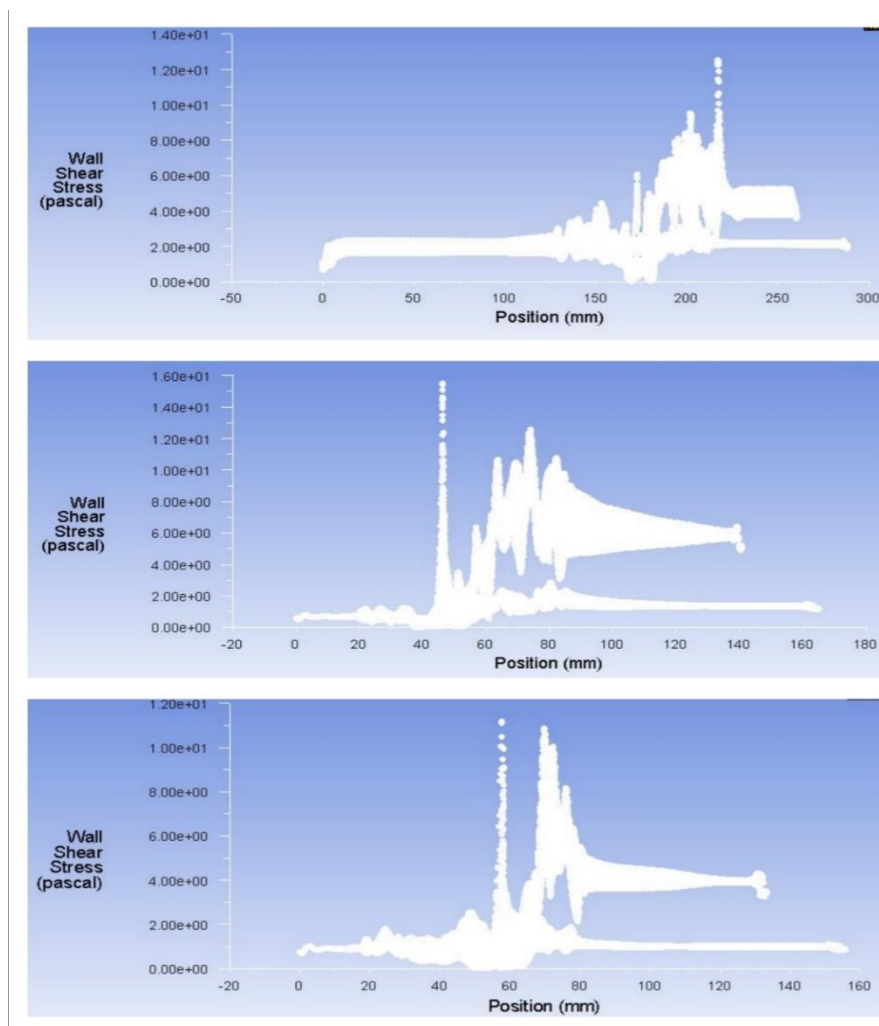 1.40e+01
1.20e+01
1.00e+01
8.00e+00
6.00e+00
4.00e+00
2.00e+00
0.00e+00
Wall
Shear
Stress
(pascal)
-50
0
50
100
150
200
250
300
Position (mm)
1.60e+01
1.40e+01
1.20e+01
1.00e+01
8.00e+00
6.00e+00
4.00e+00
2.00e+00
0.00e+00
Wall
Shear
Stress
(pascal)
-20
0
20
40
60
80
100
120
140
160
180
Position (mm)
1.20e+01
1.00e+01
8.00e+00
6.00e+00
4.00e+00
2.00e+00
0.00e+00
Wall
Shear
Stress
(pascal)
-20
0
20
40
60
80
100
120
140
160
Position (mm)